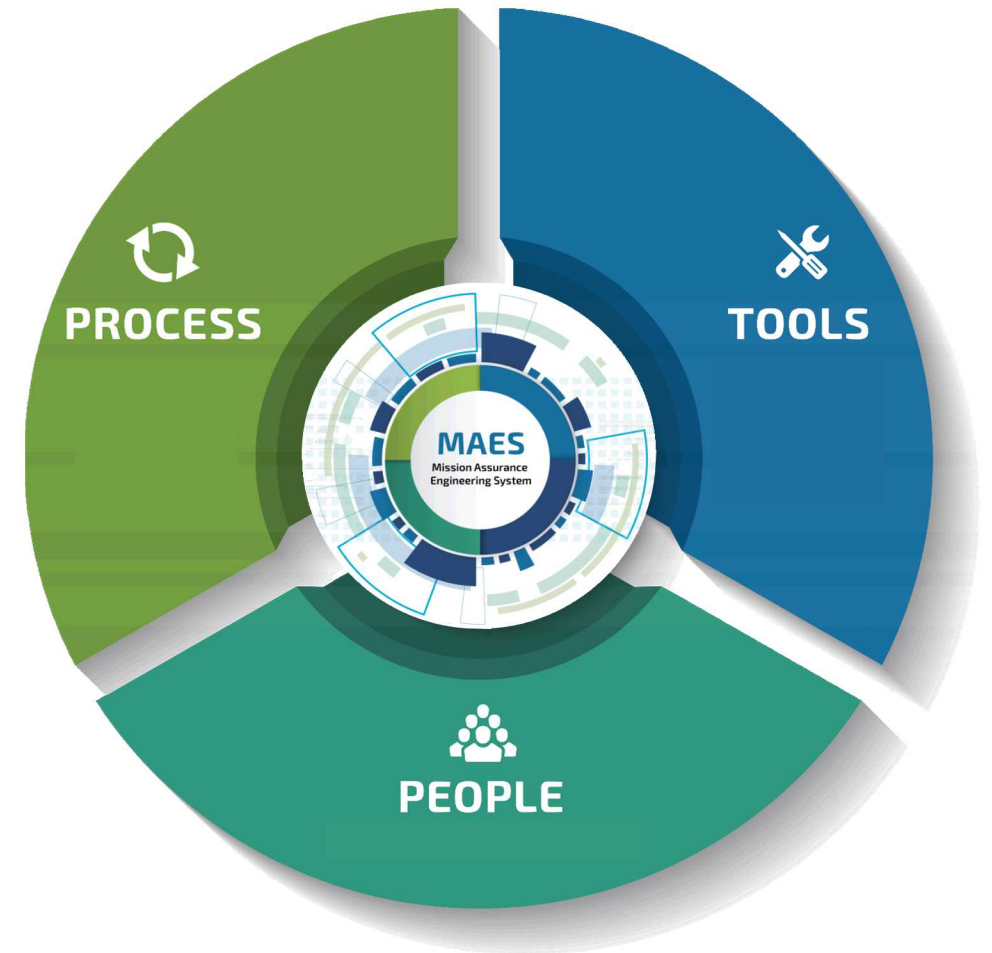 PROCESS
TOOLS
MAES
Mission Assurance
Engineering System
PEOPLE